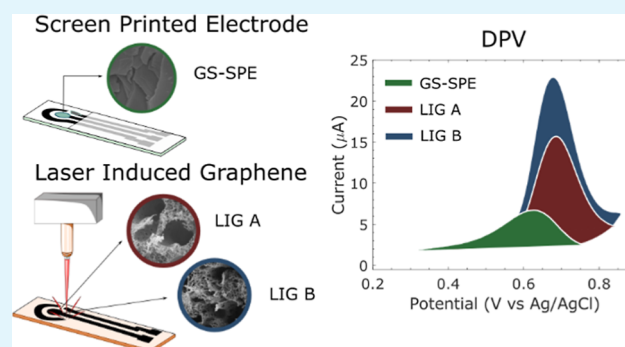 Screen Printed Electrode
GS-SPE
Laser Induced Graphene
LIG A
LIG B
DPV
25
20
15
10
5
0
Current (μA)
GS-SPE
LIG A
LIG B
0.2 0.4 0.6 0.8
Potential (V vs Ag/AgCl)